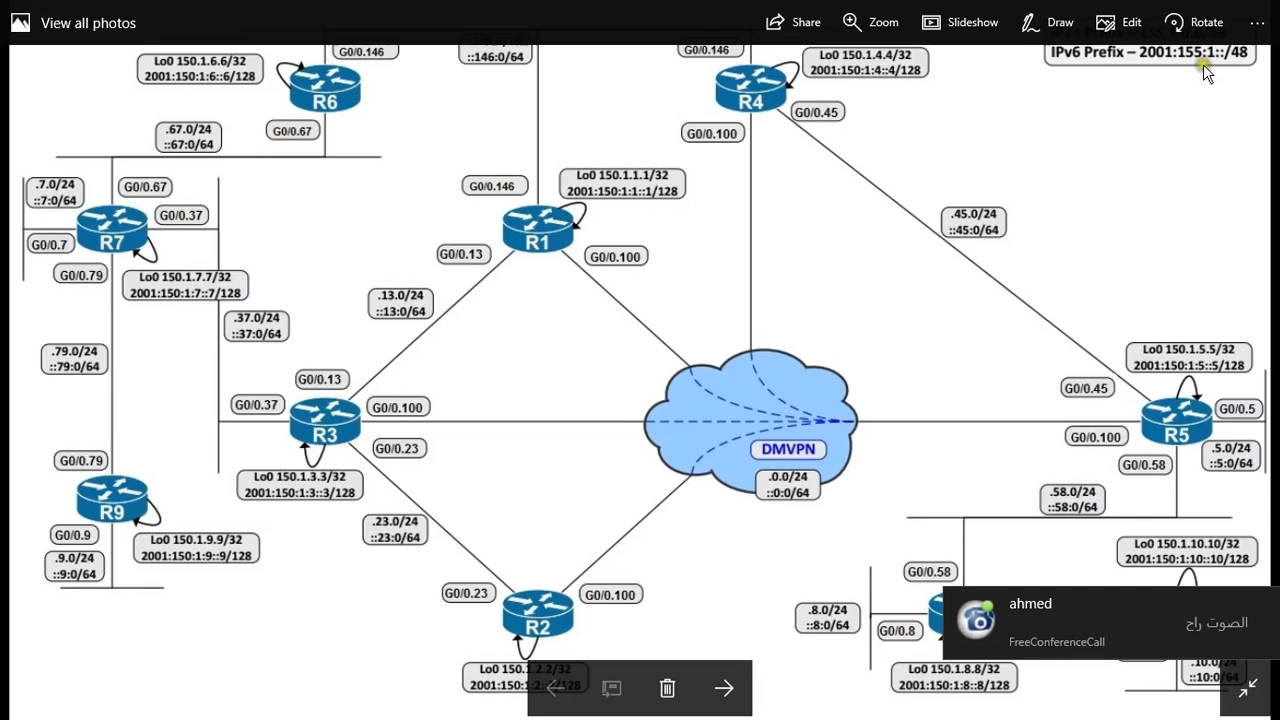 View all photos
Share
Zoom
Slideshow
Draw
Edit
Rotate
IPv6 Prefix – 2001:155:1::/48
G0/0.146
::146:0/64
G0/0.146
Lo0 150.1.6.6/32
2001:150:1:6::6/128
R6
Lo0 150.1.4.4/32
2001:150:1:4::4/128
R4
G0/0.45
G0/0.100
.67.0/24
::67:0/64
G0/0.67
.7.0/24
::7:0/64
G0/0.67
G0/0.37
R7
G0/0.7
G0/0.79
Lo0 150.1.7.7/32
2001:150:1:7::7/128
G0/0.146
Lo0 150.1.1.1/32
2001:150:1:1::1/128
R1
G0/0.13
G0/0.100
.45.0/24
::45:0/64
.13.0/24
::13:0/64
.37.0/24
::37:0/64
.79.0/24
::79:0/64
G0/0.13
G0/0.37
G0/0.100
R3
G0/0.23
Lo0 150.1.3.3/32
2001:150:1:3::3/128
DMVPN
.0.0/24
::0:0/64
Lo0 150.1.5.5/32
2001:150:1:5::5/128
G0/0.45
G0/0.5
R5
G0/0.100
G0/0.58
.5.0/24
::5:0/64
.58.0/24
::58:0/64
G0/0.79
R9
G0/0.9
.9.0/24
::9:0/64
Lo0 150.1.9.9/32
2001:150:1:9::9/128
.23.0/24
::23:0/64
G0/0.23
G0/0.100
R2
Lo0 150.1.2.2/32
2001:150:1:2::
Lo0 150.1.10.10/32
2001:150:1:10::10/128
G0/0.58
.8.0/24
::8:0/64
G0/0.8
Lo0 150.1.8.8/32
2001:150:1:8::8/128
ahmed
الصوت راح
FreeConferenceCall
.10.0/24
::10:0/64